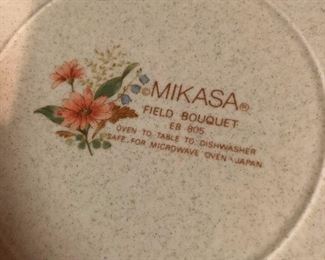 ©MIKASA®
FIELD BOUQUET
EB 805
OVEN TO TABLE TO DISHWASHER
SAFE FOR MICROWAVE OVEN · JAPAN